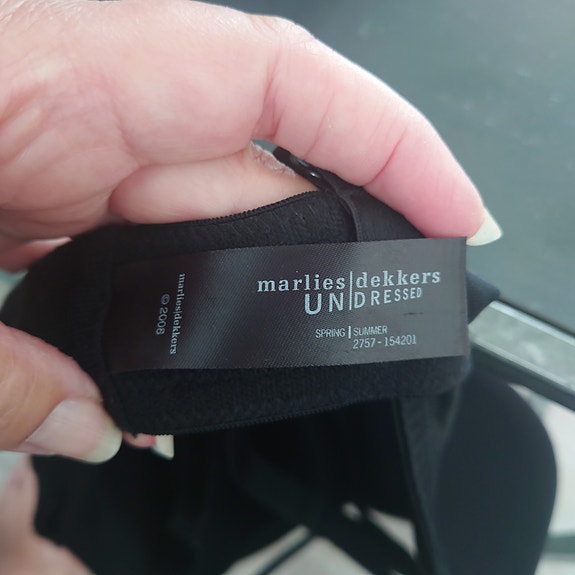 marlies|dekkers
UN|DRESSED
SPRING | SUMMER
2757-154201
marlies|dekkers
© 2008